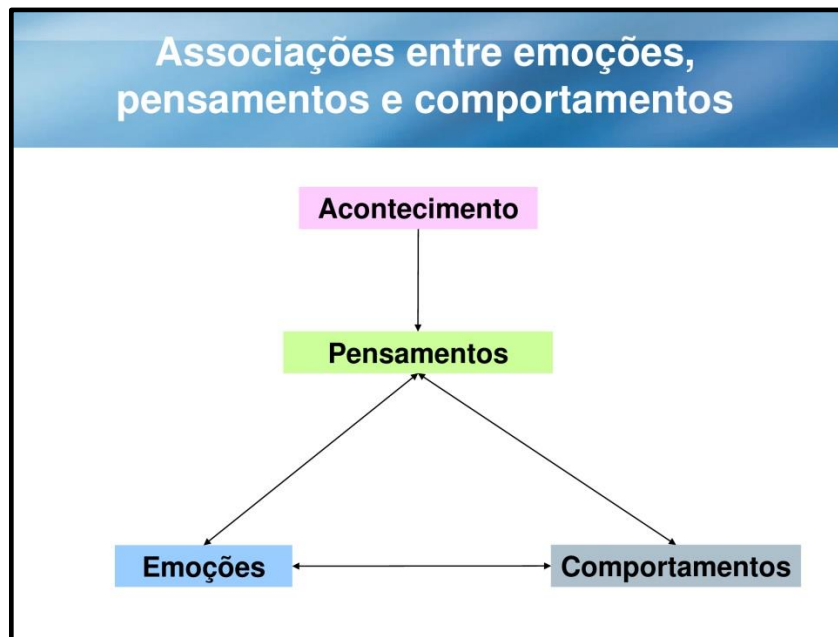 Associações entre emoções,
pensamentos e comportamentos
Acontecimento
Pensamentos
Emoções
Comportamentos